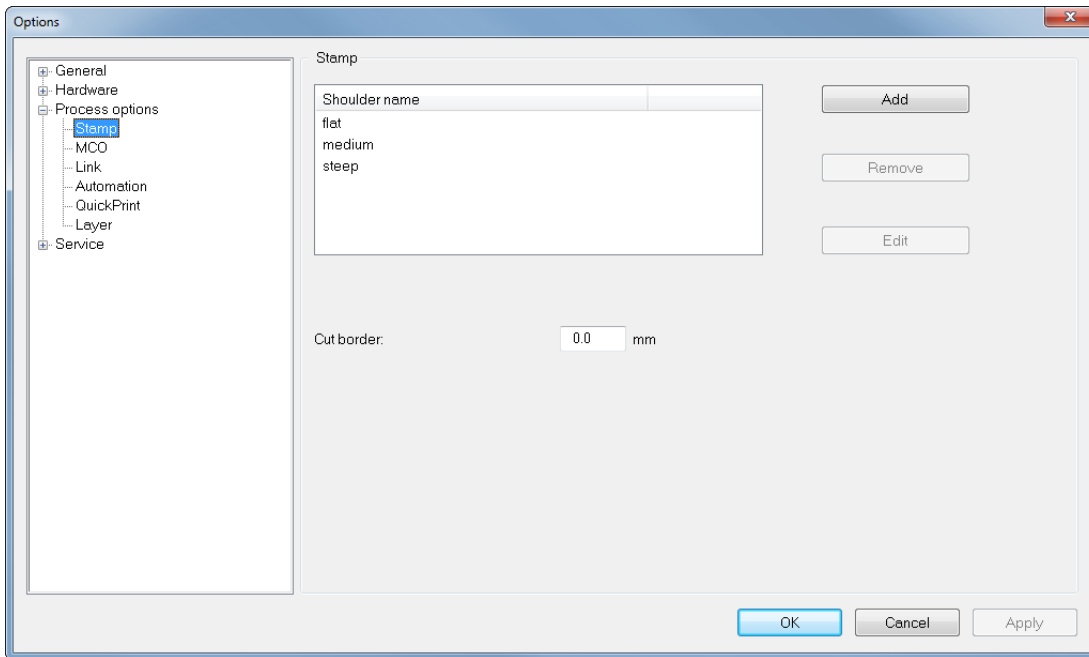 Options
General
Hardware
Process options
Stamp
MCO
Link
Automation
QuickPrint
Layer
Service
Stamp
Shoulder name
flat
medium
steep
Add
Remove
Edit
Cut border: 0.0 mm
OK Cancel Apply